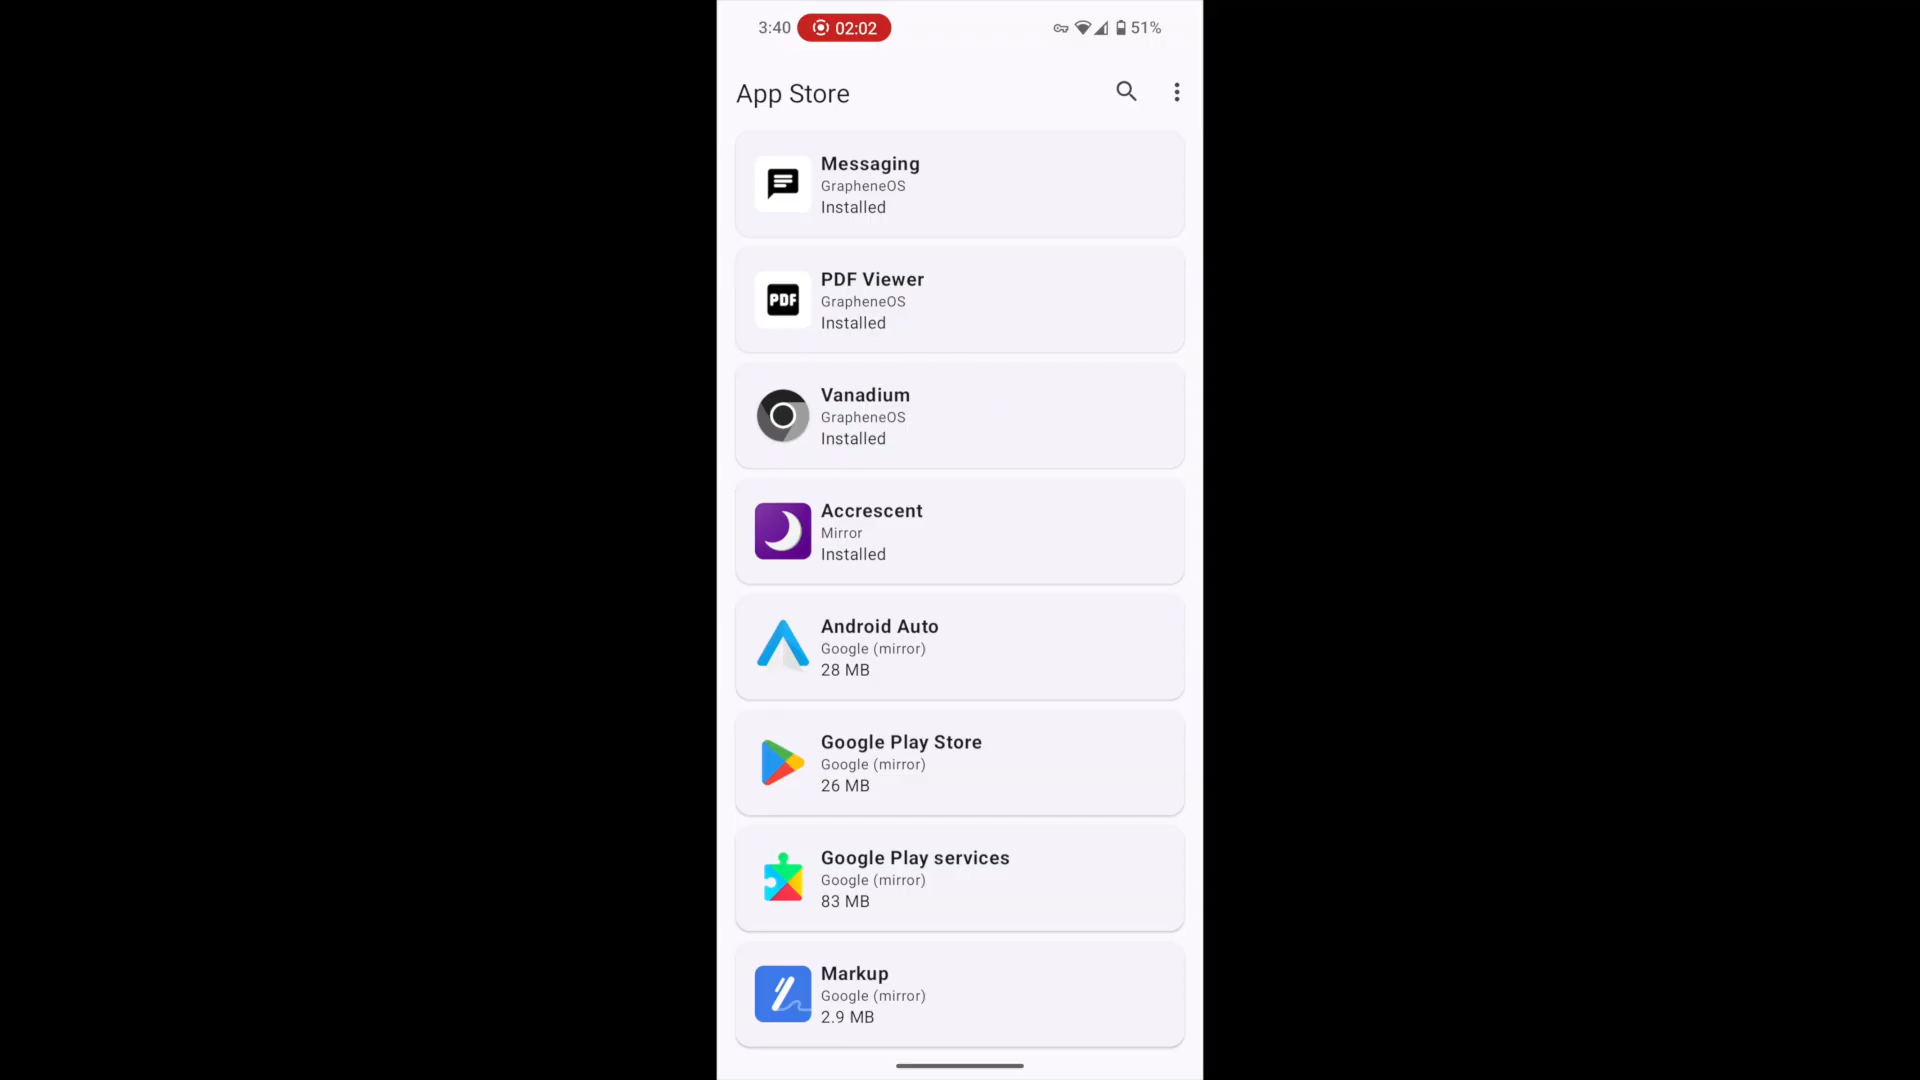 3:40 02:02 51%
App Store
Messaging
GrapheneOS
Installed
PDF
PDF Viewer
GrapheneOS
Installed
Vanadium
GrapheneOS
Installed
Accrescent
Mirror
Installed
Android Auto
Google (mirror)
28 MB
Google Play Store
Google (mirror)
26 MB
Google Play services
Google (mirror)
83 MB
Markup
Google (mirror)
2.9 MB